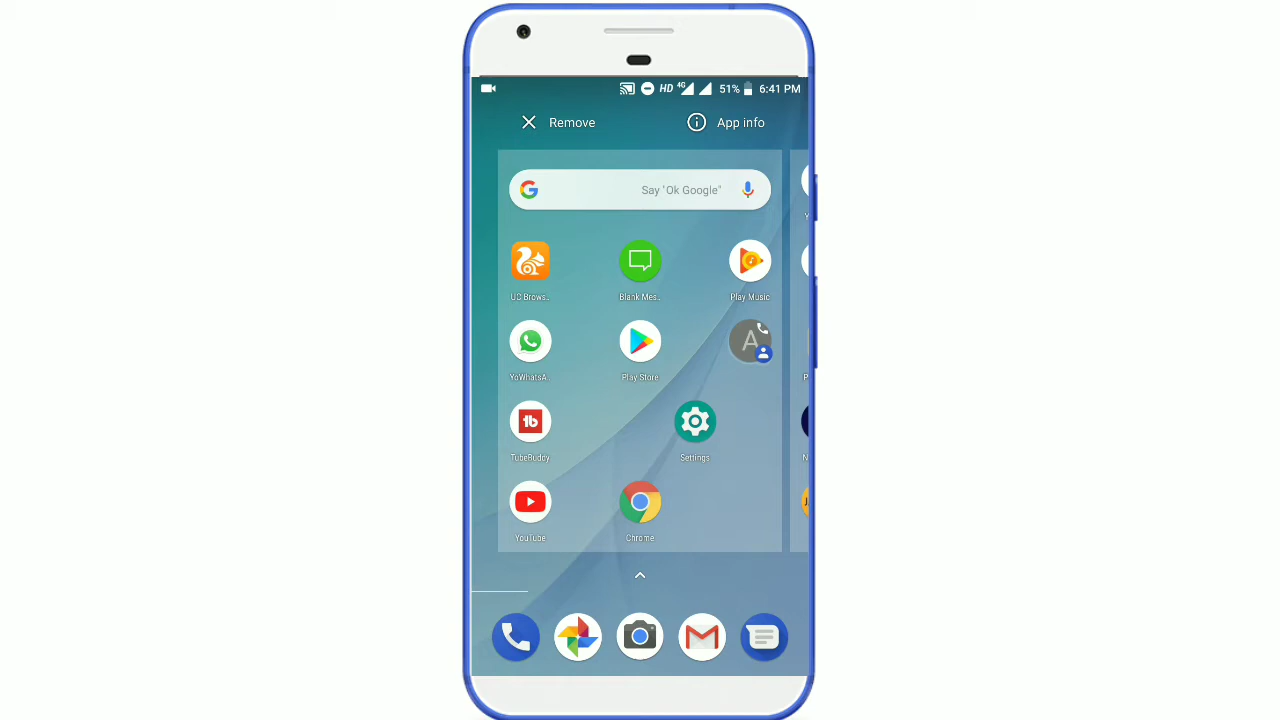 HD 4G 51% 6:41 PM
Remove App info
Say "Ok Google"
UC Brows.. Blank Mes.. Play Music
YoWhatsA.. Play Store A
TubeBuddy Settings
YouTube Chrome